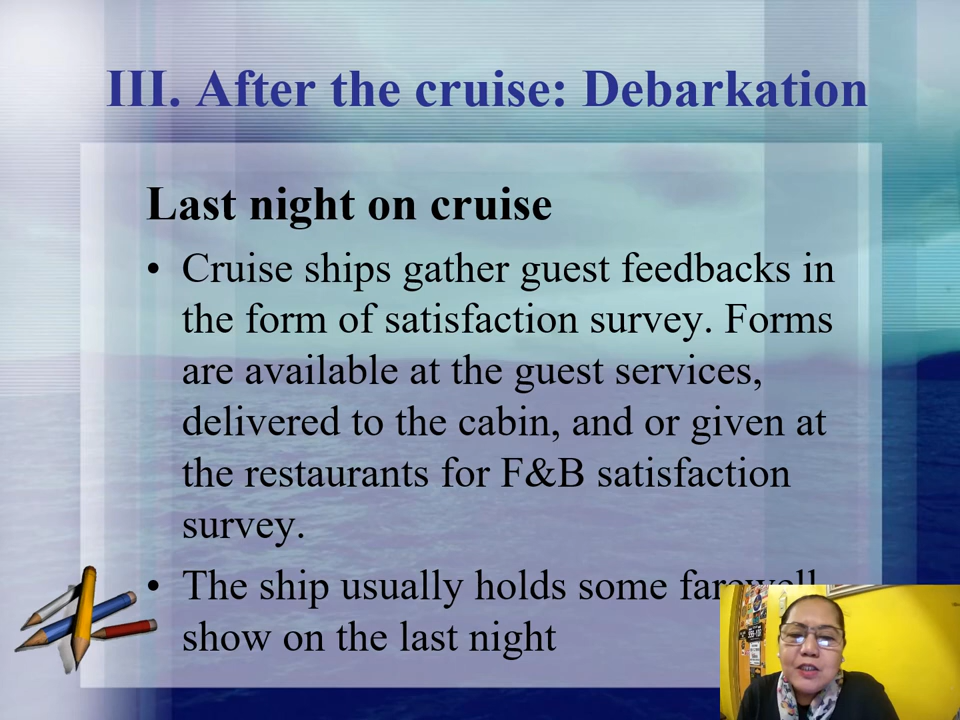 III. After the cruise: Debarkation
Last night on cruise
• Cruise ships gather guest feedbacks in
the form of satisfaction survey. Forms
are available at the guest services,
delivered to the cabin, and or given at
the restaurants for F&B satisfaction
survey.
• The ship usually holds some farewell
show on the last night